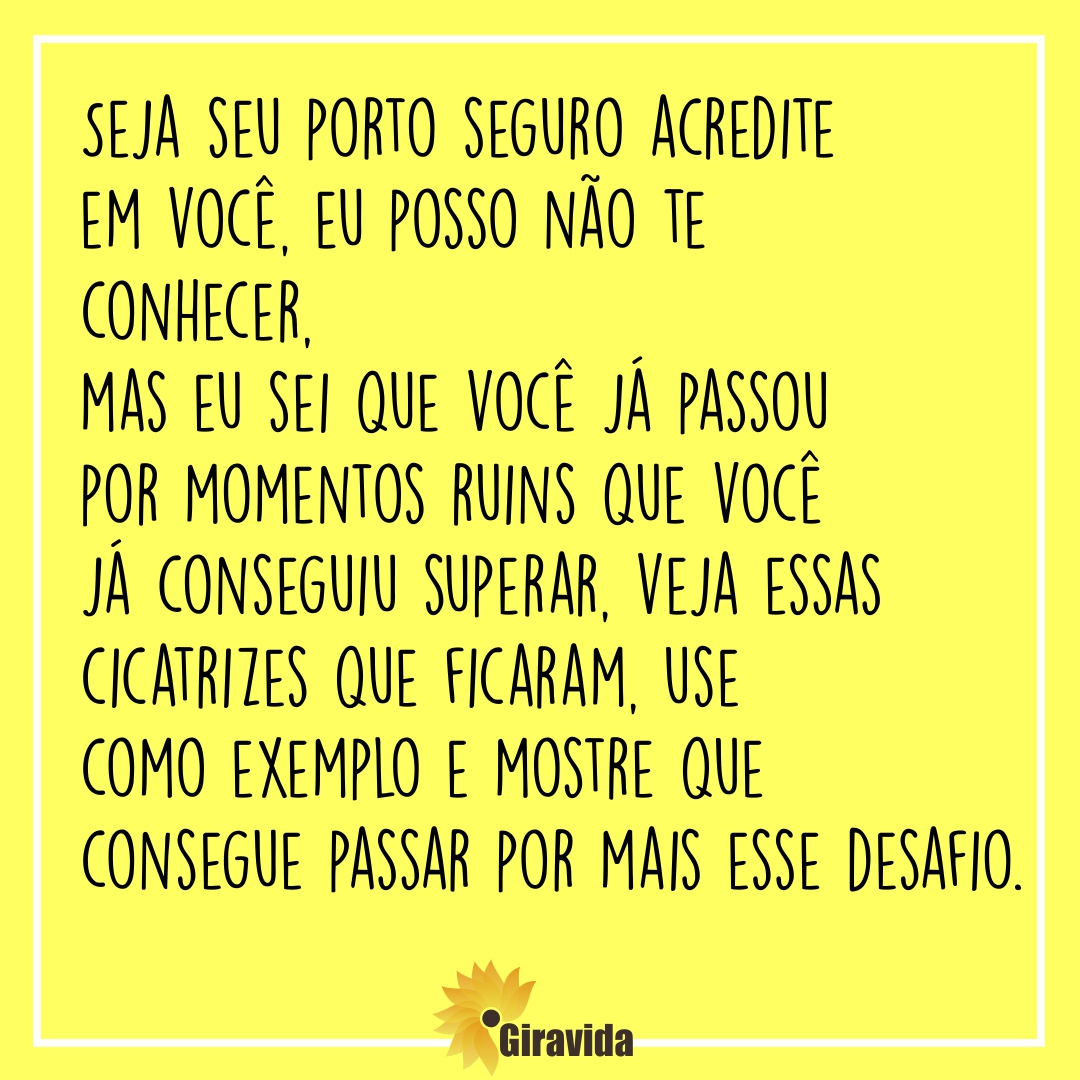 SEJA SEU PORTO SEGURO ACREDITE
EM VOCÊ, EU POSSO NÃO TE
CONHECER,
MAS EU SEI QUE VOCÊ JÁ PASSOU
POR MOMENTOS RUINS QUE VOCÊ
JÁ CONSEGUIU SUPERAR, VEJA ESSAS
CICATRIZES QUE FICARAM, USE
COMO EXEMPLO E MOSTRE QUE
CONSEGUE PASSAR POR MAIS ESSE DESAFIO.
Giravida